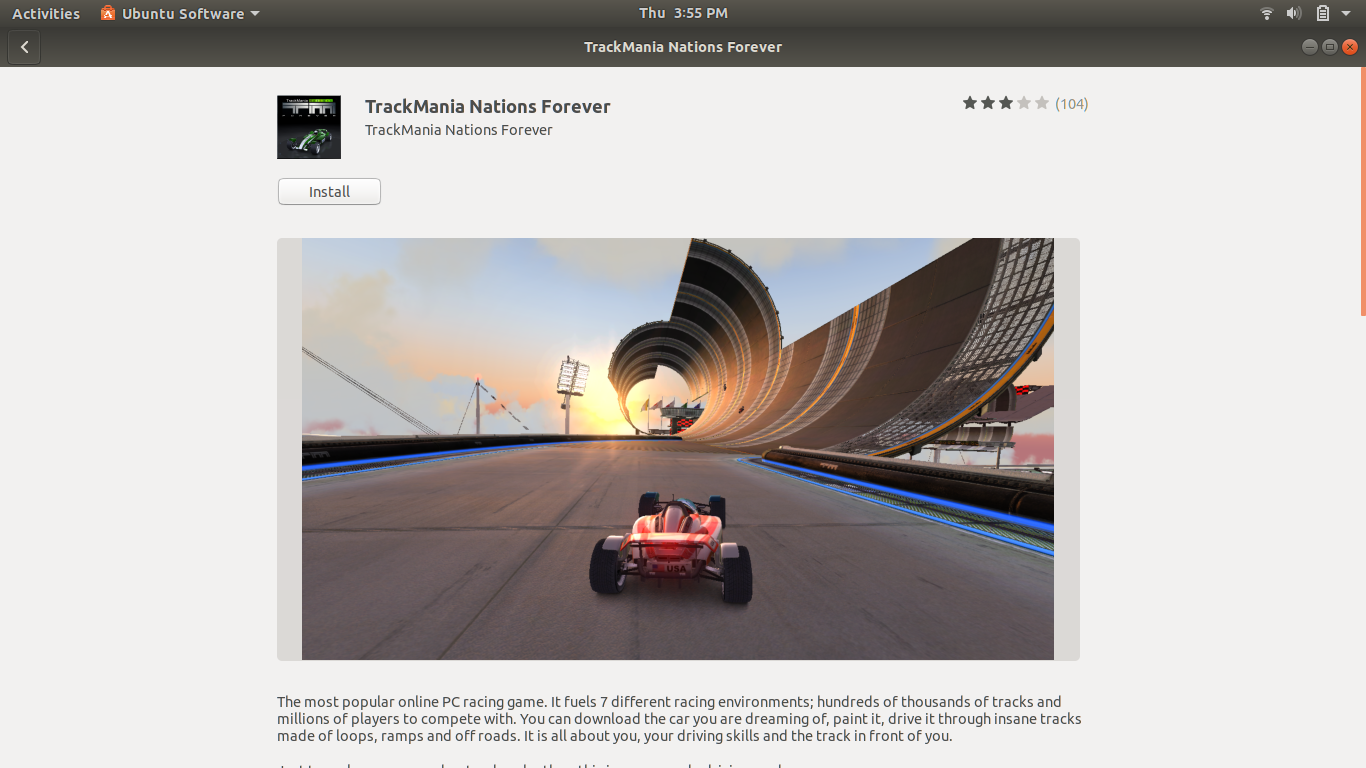 Activities Ubuntu Software Thu 3:55 PM
TrackMania Nations Forever
TrackMania Nations Forever (104)
TrackMania Nations Forever
Install
USA
The most popular online PC racing game. It fuels 7 different racing environments; hundreds of thousands of tracks and
millions of players to compete with. You can download the car you are dreaming of, paint it, drive it through insane tracks
made of loops, ramps and off roads. It is all about you, your driving skills and the track in front of you.